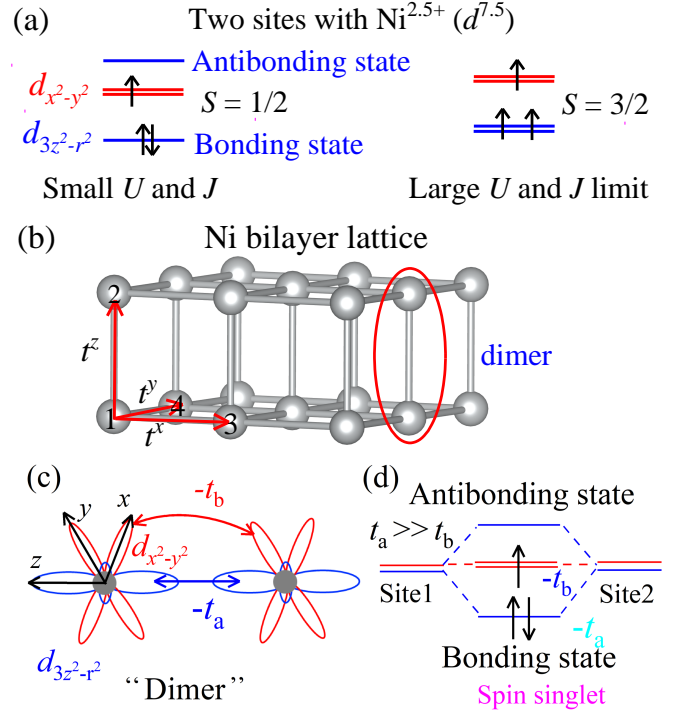 (a) Two sites with Ni2.5+ (d7.5)
Antibonding state
dx2-y2
S = 1/2
S = 3/2
d3z2-r2
Bonding state
Small U and J
Large U and J limit
(b) Ni bilayer lattice
2
tz
dimer
ty
4
1
tx
3
(c)
-tb
y
x
dx2-y2
z
-ta
d3z2-r2
“Dimer”
(d)
Antibonding state
ta >> tb
-tb
Site1
Site2
-ta
Bonding state
Spin singlet